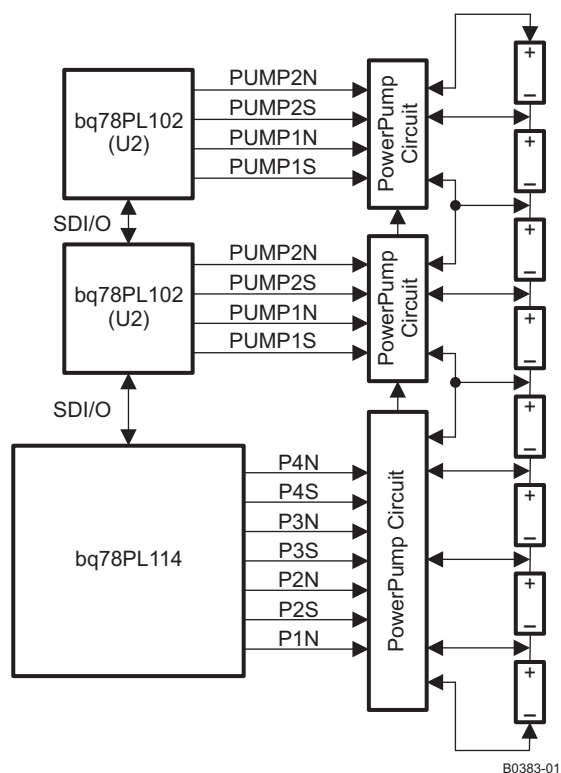 bq78PL102
(U2)
PUMP2N
PUMP2S
PUMP1N
PUMP1S
PowerPump
Circuit
SDI/O
bq78PL102
(U2)
PUMP2N
PUMP2S
PUMP1N
PUMP1S
PowerPump
Circuit
SDI/O
bq78PL114
P4N
P4S
P3N
P3S
P2N
P2S
P1N
PowerPump Circuit
+
–
+
–
+
–
+
–
+
–
+
–
+
–
+
–
B0383-01